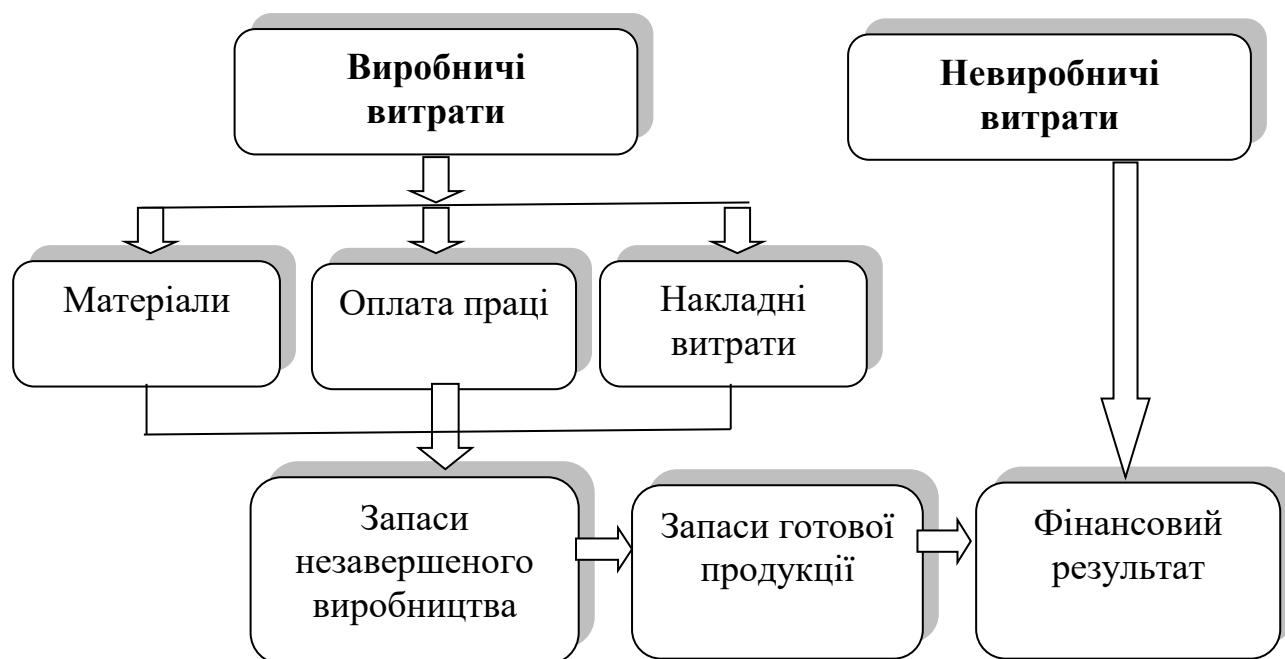 Виробничі
витрати
Невиробничі
витрати
Матеріали
Оплата праці
Накладні
витрати
Запаси
незавершеного
виробництва
Запаси готової
продукції
Фінансовий
результат